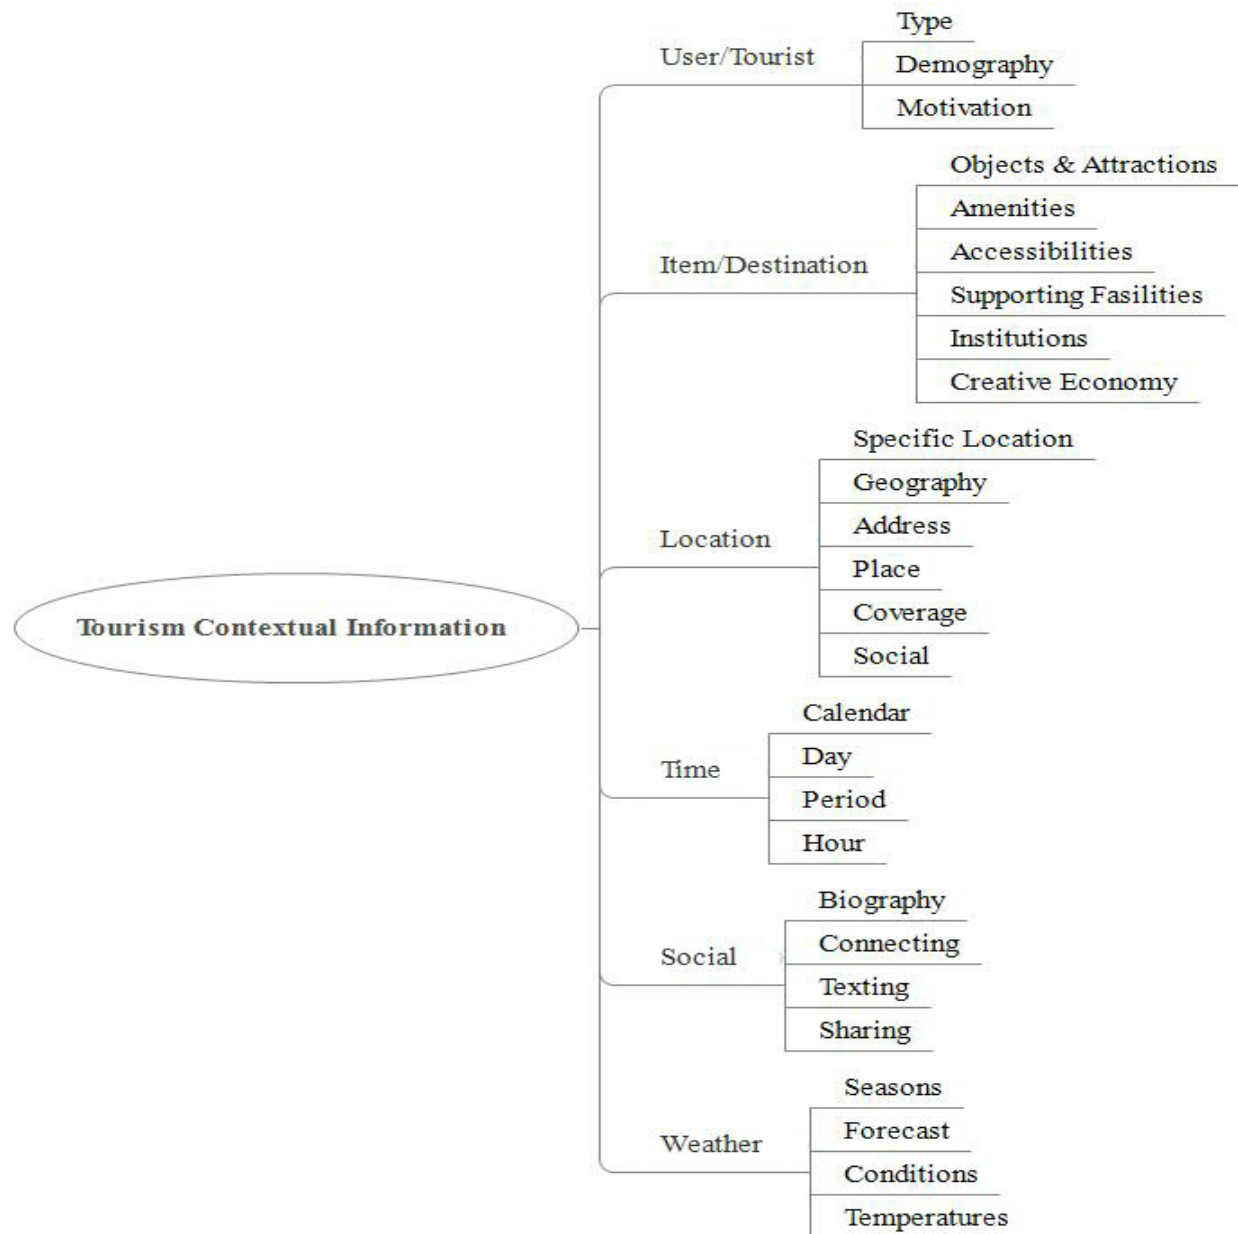 Tourism Contextual Information
User/Tourist
Type
Demography
Motivation
Item/Destination
Objects & Attractions
Amenities
Accessibilities
Supporting Fasilities
Institutions
Creative Economy
Location
Specific Location
Geography
Address
Place
Coverage
Social
Time
Calendar
Day
Period
Hour
Social
Biography
Connecting
Texting
Sharing
Weather
Seasons
Forecast
Conditions
Temperatures